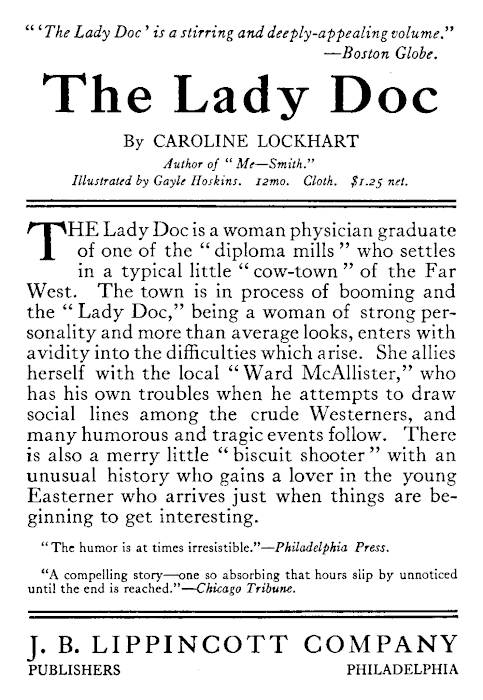 “ ‘The Lady Doc’ is a stirring and deeply-appealing volume.”
—Boston Globe.
The Lady Doc
By CAROLINE LOCKHART
Author of “ Me—Smith.”
Illustrated by Gayle Hoskins. 12mo. Cloth. $1.25 net.
THE Lady Doc is a woman physician graduate
of one of the “ diploma mills ” who settles
in a typical little “ cow-town ” of the Far
West. The town is in process of booming and
the “ Lady Doc,” being a woman of strong per-
sonality and more than average looks, enters with
avidity into the difficulties which arise. She allies
herself with the local “ Ward McAllister,” who
has his own troubles when he attempts to draw
social lines among the crude Westerners, and
many humorous and tragic events follow. There
is also a merry little “ biscuit shooter ” with an
unusual history who gains a lover in the young
Easterner who arrives just when things are be-
ginning to get interesting.
“ The humor is at times irresistible.”—Philadelphia Press.
“A compelling story—one so absorbing that hours slip by unnoticed
until the end is reached.”—Chicago Tribune.
J. B. LIPPINCOTT COMPANY
PUBLISHERS PHILADELPHIA